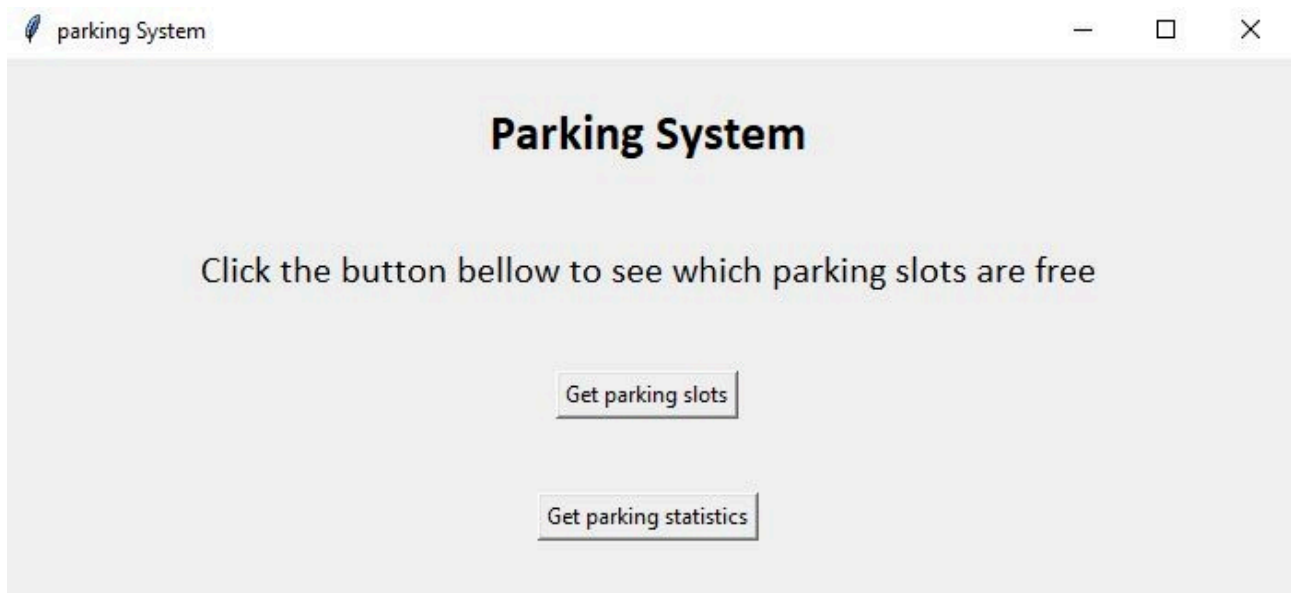 parking System
Parking System
Click the button bellow to see which parking slots are free
Get parking slots
Get parking statistics